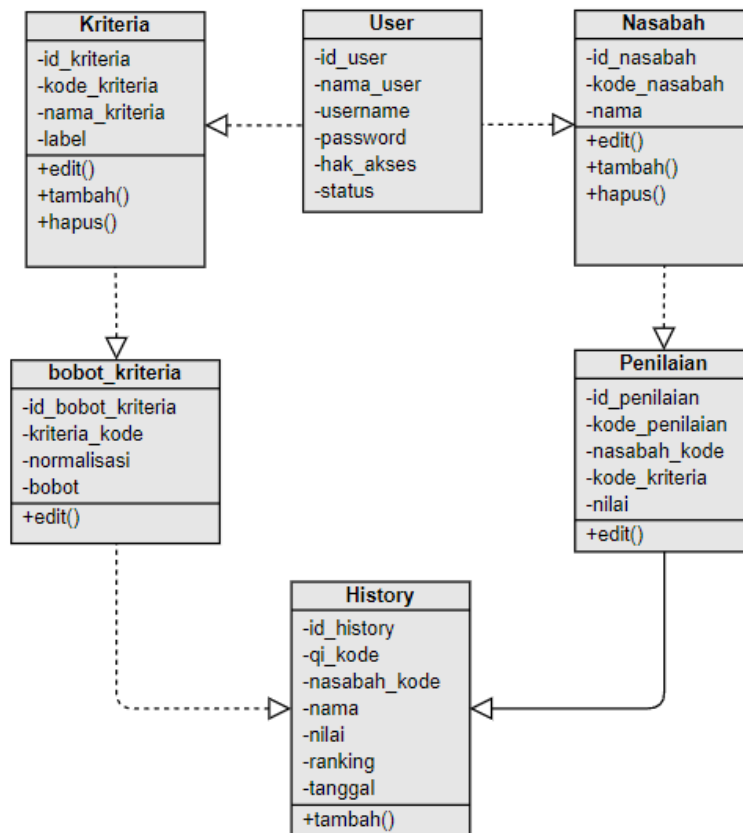 Kriteria
-id_kriteria
-kode_kriteria
-nama_kriteria
-label
+edit()
+tambah()
+hapus()
User
-id_user
-nama_user
-username
-password
-hak_akses
-status
Nasabah
-id_nasabah
-kode_nasabah
-nama
+edit()
+tambah()
+hapus()
bobot_kriteria
-id_bobot_kriteria
-kriteria_kode
-normalisasi
-bobot
+edit()
Penilaian
-id_penilaian
-kode_penilaian
-nasabah_kode
-kode_kriteria
-nilai
+edit()
History
-id_history
-qi_kode
-nasabah_kode
-nama
-nilai
-ranking
-tanggal
+tambah()